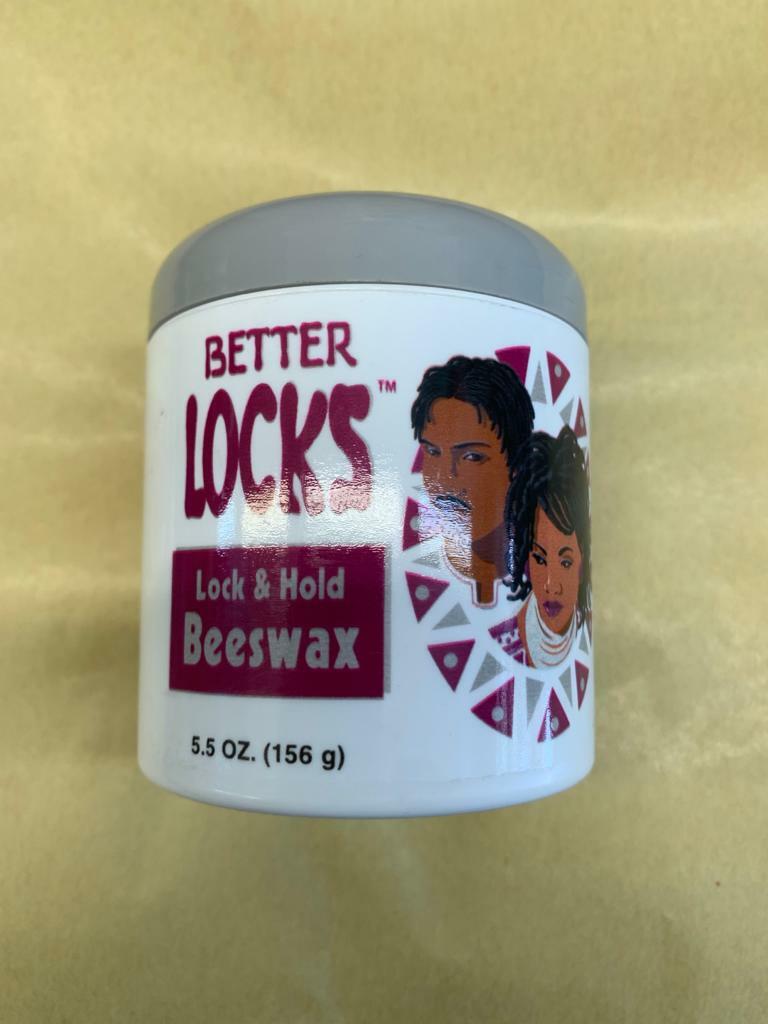 BETTER
LOCKS™
Lock & Hold
Beeswax
5.5 OZ. (156 g)